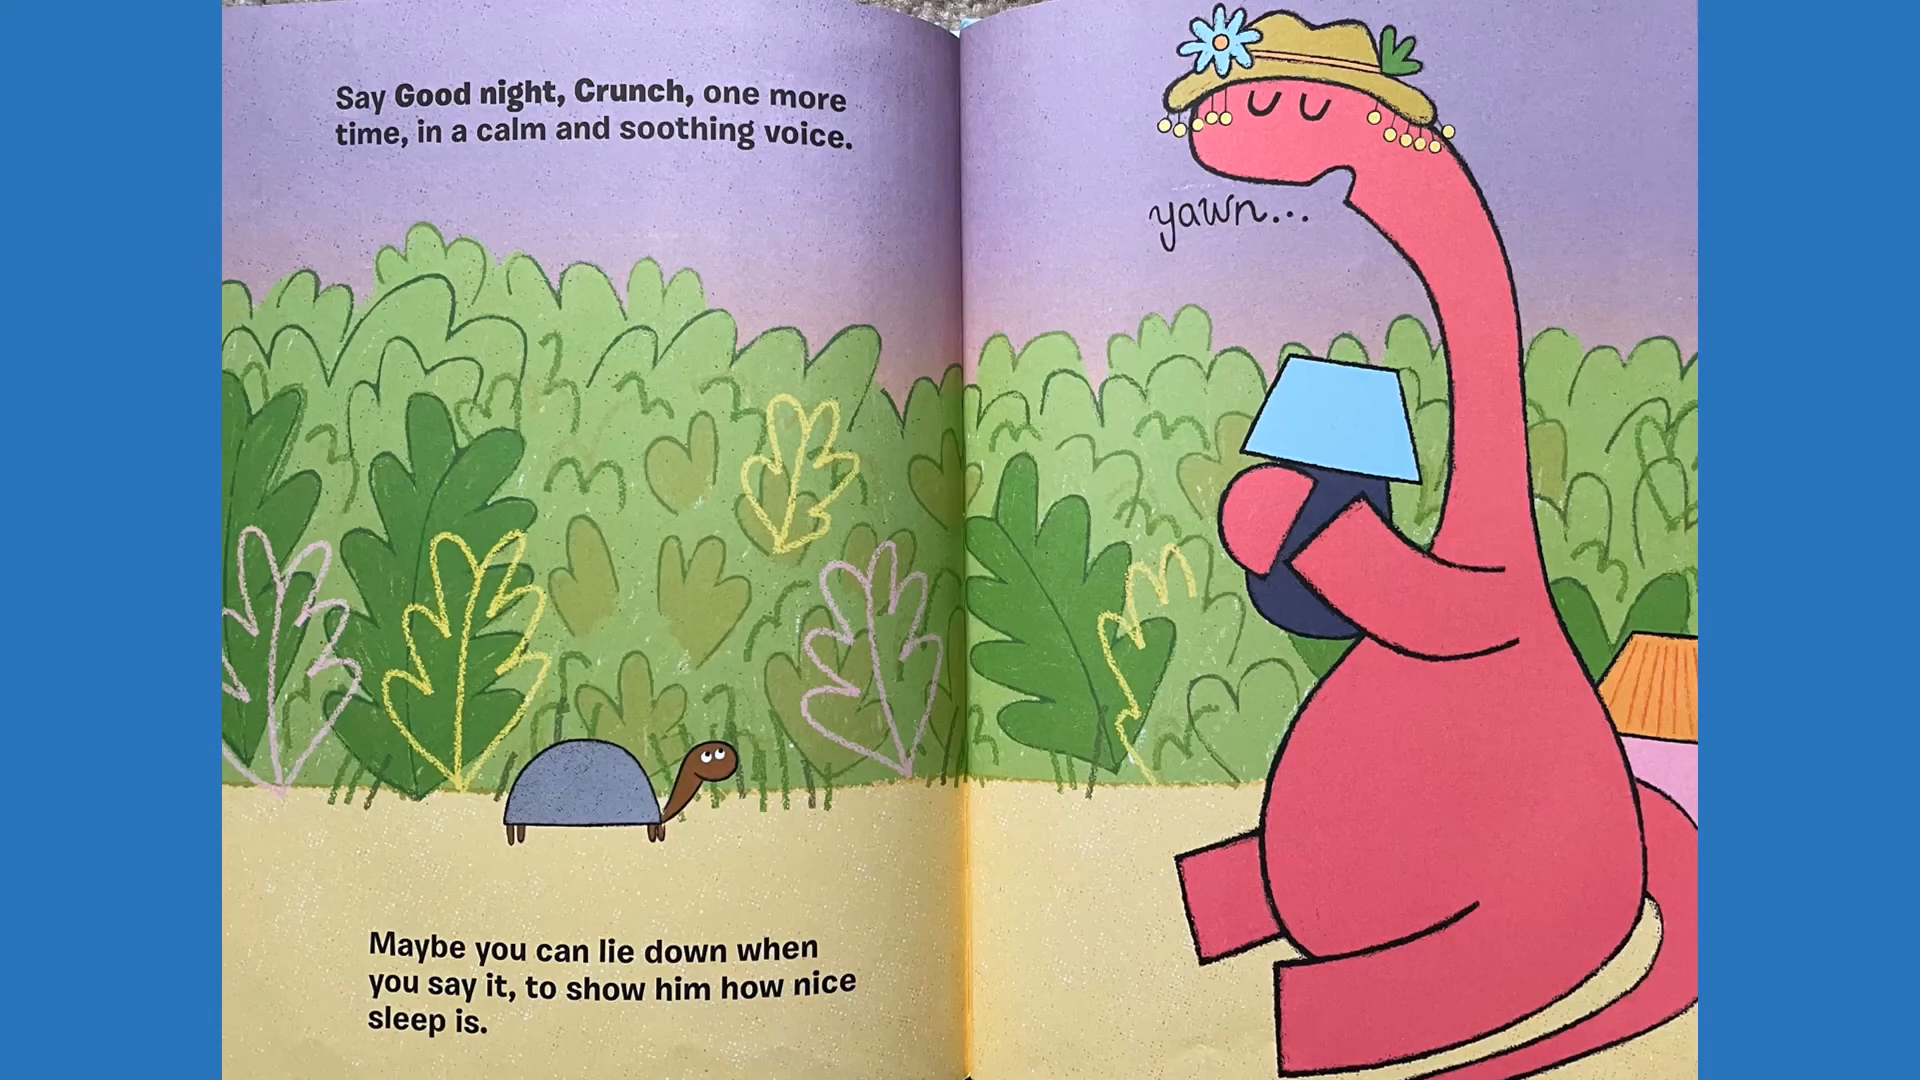 Say Good night, Crunch, one more
time, in a calm and soothing voice.
yawn...
Maybe you can lie down when
you say it, to show him how nice
sleep is.